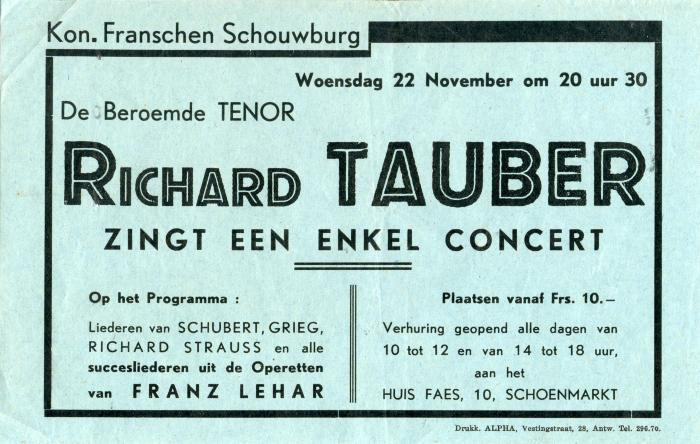 Kon. Franschen Schouwburg
Woensdag 22 November om 20 uur 30
De Beroemde TENOR
RICHARD TAUBER
ZINGT EEN ENKEL CONCERT
Op het Programma :
Liederen van SCHUBERT, GRIEG,
RICHARD STRAUSS en alle
succesliederen uit de Operetten
van FRANZ LEHAR
Plaatsen vanaf Frs. 10.—
Verhuring geopend alle dagen van
10 tot 12 en van 14 tot 18 uur,
aan het
HUIS FAES, 10, SCHOENMARKT
Drukk. ALPHA, Vestingstraat, 28, Antw. Tel. 296.70.